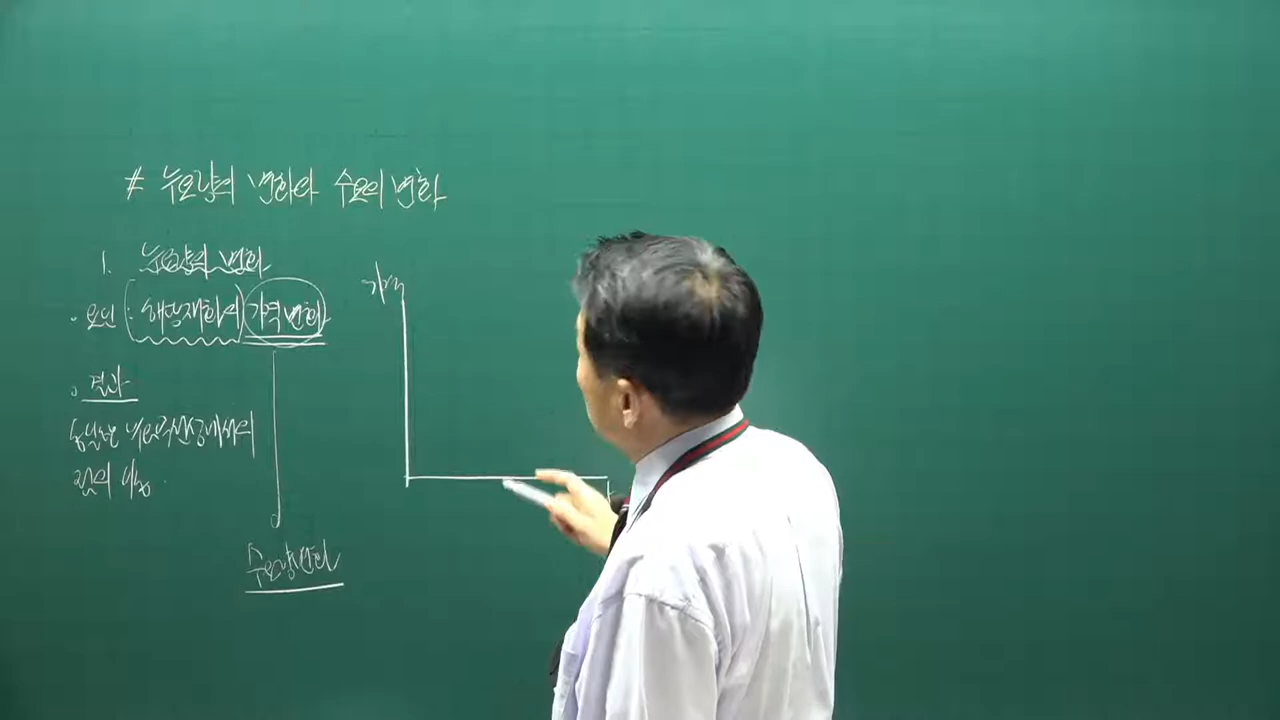 # 수요량의 변화와 수요의 변화
1. 수요량의 변화
· 요인 : 해당재화의 가격변화
· 결과
동일한 수요곡선상에서의
점의 이동
수요량변화
가격